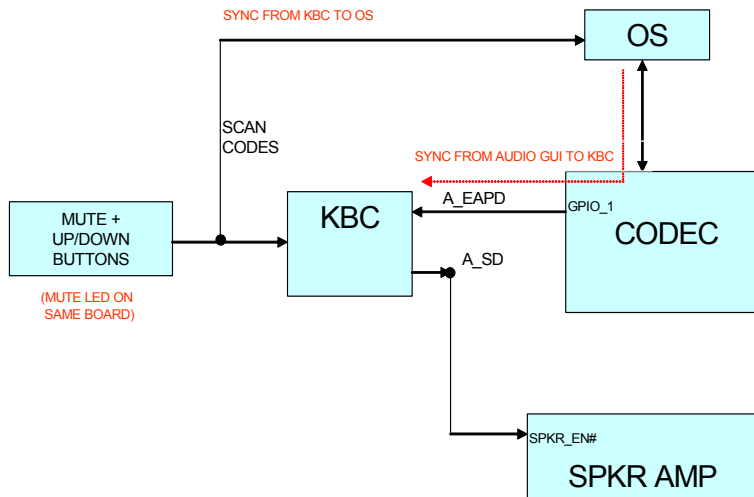 SYNC FROM KBC TO OS
OS
SCAN
CODES
SYNC FROM AUDIO GUI TO KBC
MUTE +
UP/DOWN
BUTTONS
(MUTE LED ON
SAME BOARD)
KBC
A_EAPD
GPIO_1
CODEC
A_SD
SPKR_EN#
SPKR AMP